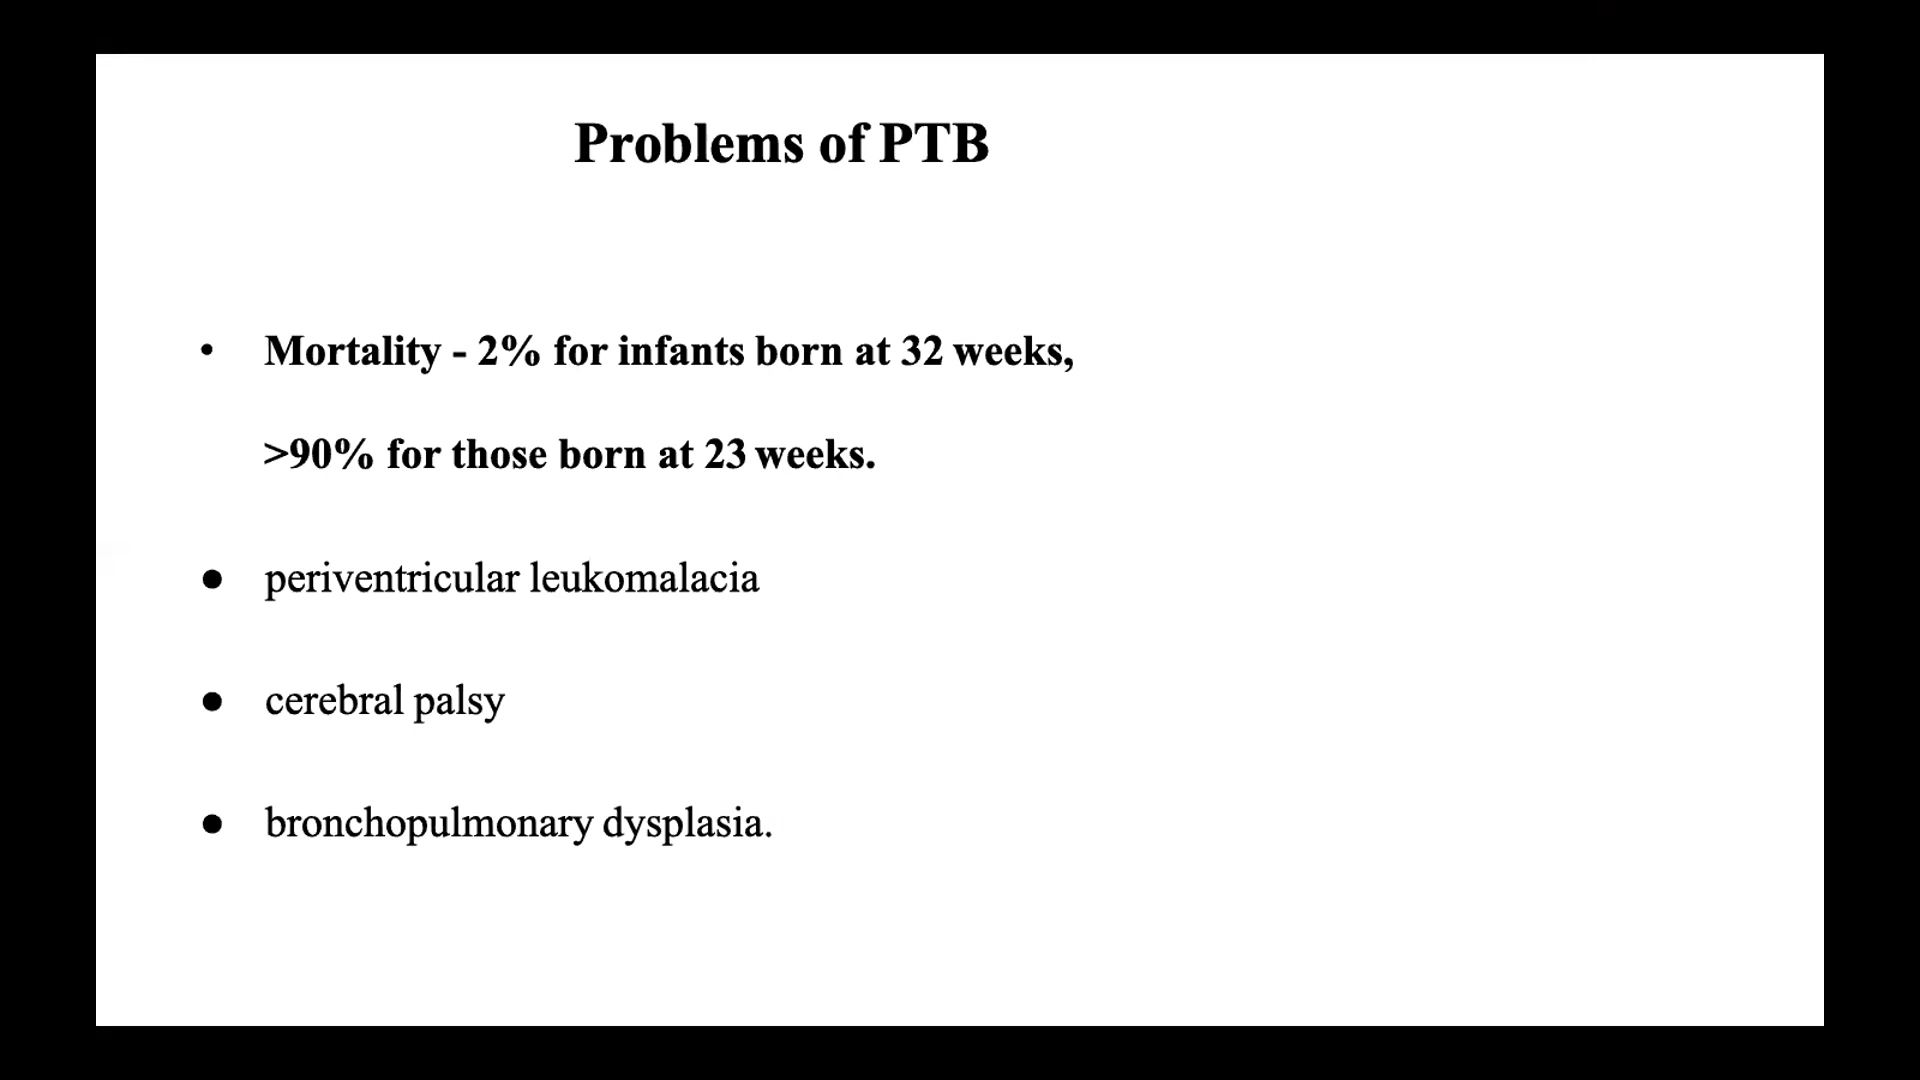 Problems of PTB
• Mortality - 2% for infants born at 32 weeks,
>90% for those born at 23 weeks.
● periventricular leukomalacia
● cerebral palsy
● bronchopulmonary dysplasia.